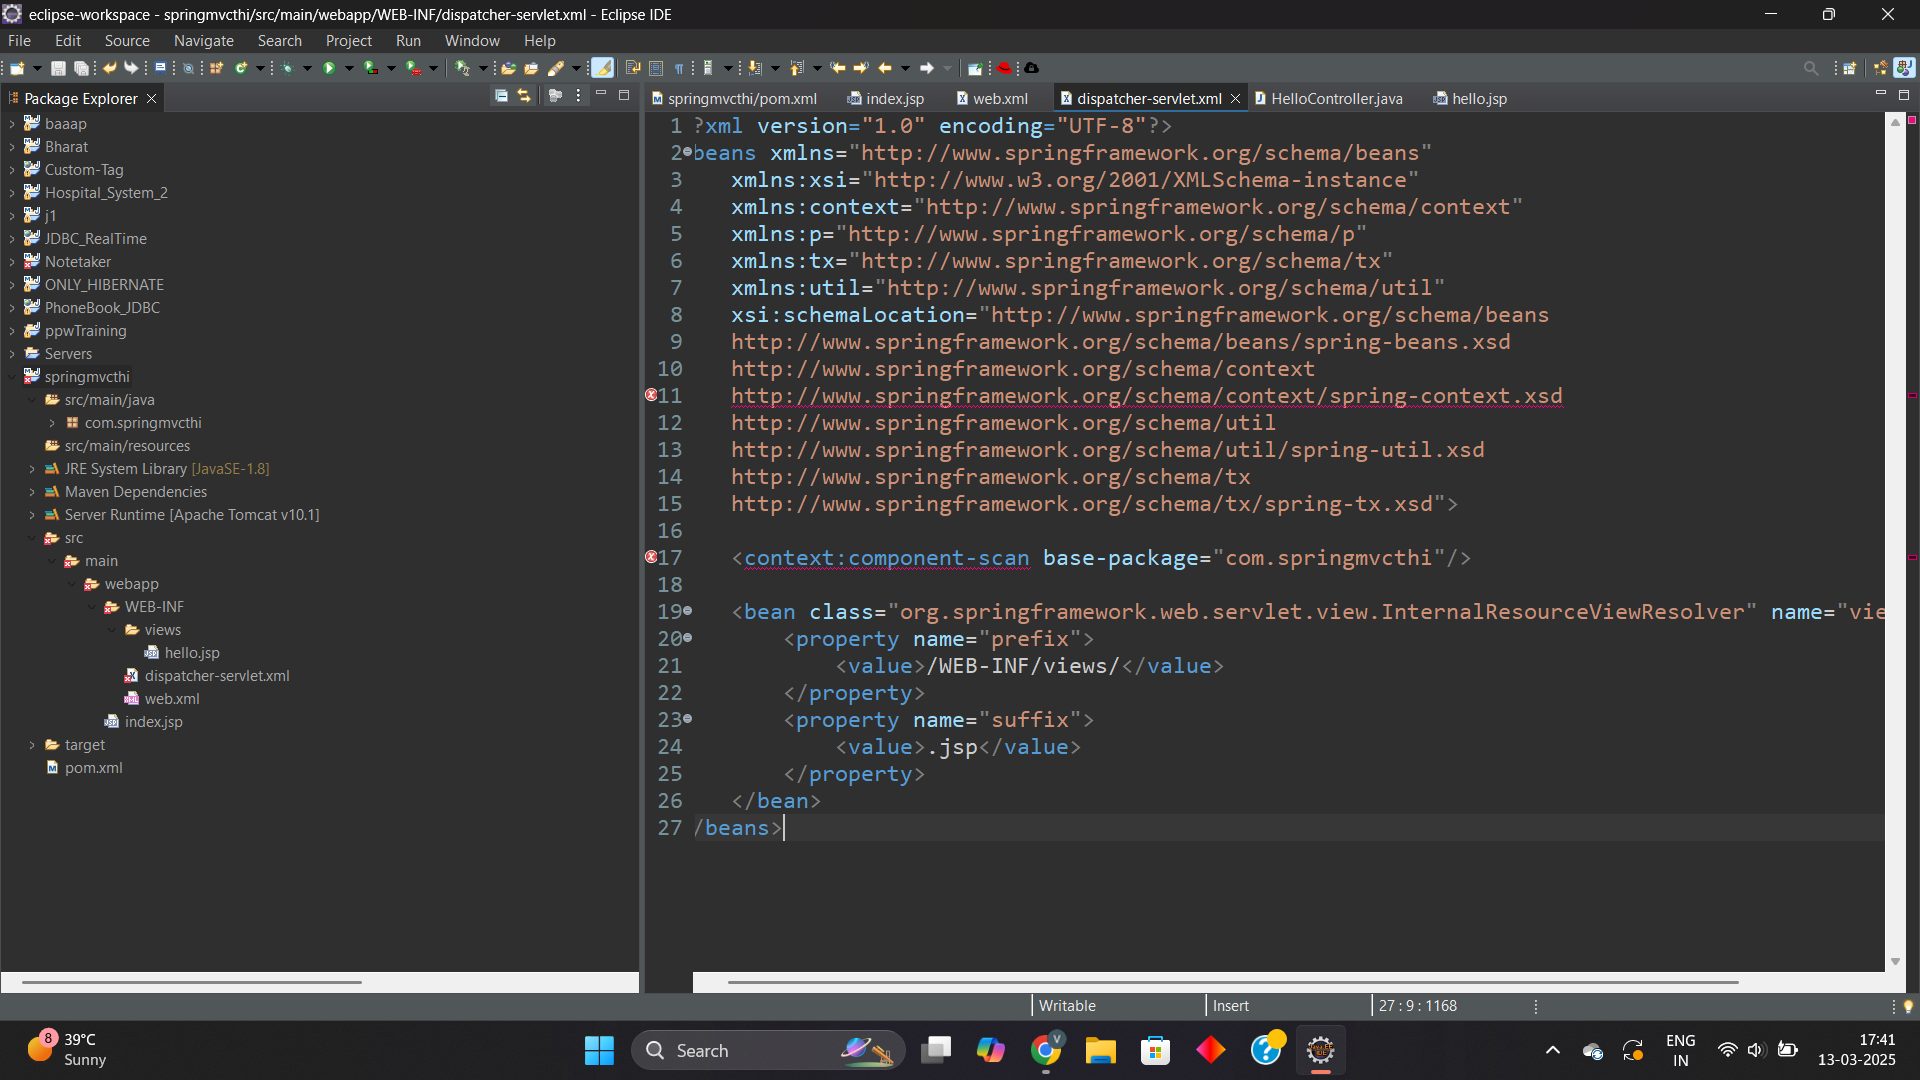 eclipse-workspace - springmvcthi/src/main/webapp/WEB-INF/dispatcher-servlet.xml - Eclipse IDE
File Edit Source Navigate Search Project Run Window Help
Package Explorer
baaap
Bharat
Custom-Tag
Hospital_System_2
j1
JDBC_RealTime
Notetaker
ONLY_HIBERNATE
PhoneBook_JDBC
ppwTraining
Servers
springmvcthi
src/main/java
com.springmvcthi
src/main/resources
JRE System Library [JavaSE-1.8]
Maven Dependencies
Server Runtime [Apache Tomcat v10.1]
src
main
webapp
WEB-INF
views
hello.jsp
dispatcher-servlet.xml
web.xml
index.jsp
target
pom.xml
springmvcthi/pom.xml index.jsp web.xml dispatcher-servlet.xml HelloController.java hello.jsp
1 ?xml version="1.0" encoding="UTF-8"?>
2 beans xmlns="http://www.springframework.org/schema/beans"
3 xmlns:xsi="http://www.w3.org/2001/XMLSchema-instance"
4 xmlns:context="http://www.springframework.org/schema/context"
5 xmlns:p="http://www.springframework.org/schema/p"
6 xmlns:tx="http://www.springframework.org/schema/tx"
7 xmlns:util="http://www.springframework.org/schema/util"
8 xsi:schemaLocation="http://www.springframework.org/schema/beans
9 http://www.springframework.org/schema/beans/spring-beans.xsd
10 http://www.springframework.org/schema/context
11 http://www.springframework.org/schema/context/spring-context.xsd
12 http://www.springframework.org/schema/util
13 http://www.springframework.org/schema/util/spring-util.xsd
14 http://www.springframework.org/schema/tx
15 http://www.springframework.org/schema/tx/spring-tx.xsd">
16
17 <context:component-scan base-package="com.springmvcthi"/>
18
19 <bean class="org.springframework.web.servlet.view.InternalResourceViewResolver" name="vie
20 <property name="prefix">
21 <value>/WEB-INF/views/</value>
22 </property>
23 <property name="suffix">
24 <value>.jsp</value>
25 </property>
26 </bean>
27 /beans>
Writable Insert 27 : 9 : 1168
8
39°C
Sunny
Search
V
ENG
IN
17:41
13-03-2025